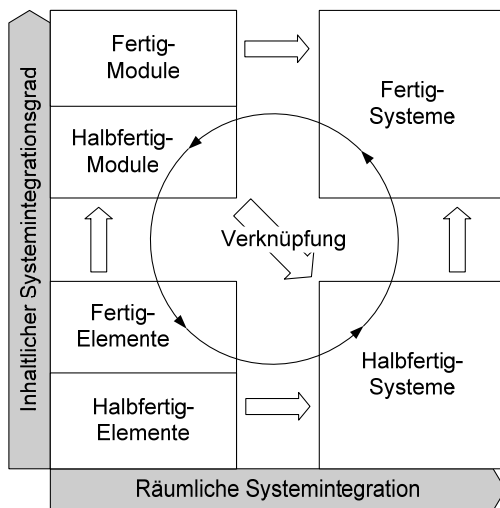 Inhaltlicher Systemintegrationsgrad
Fertig-
Module
Halbfertig-
Module
Fertig-
Systeme
Verknüpfung
Fertig-
Elemente
Halbfertig-
Elemente
Halbfertig-
Systeme
Räumliche Systemintegration